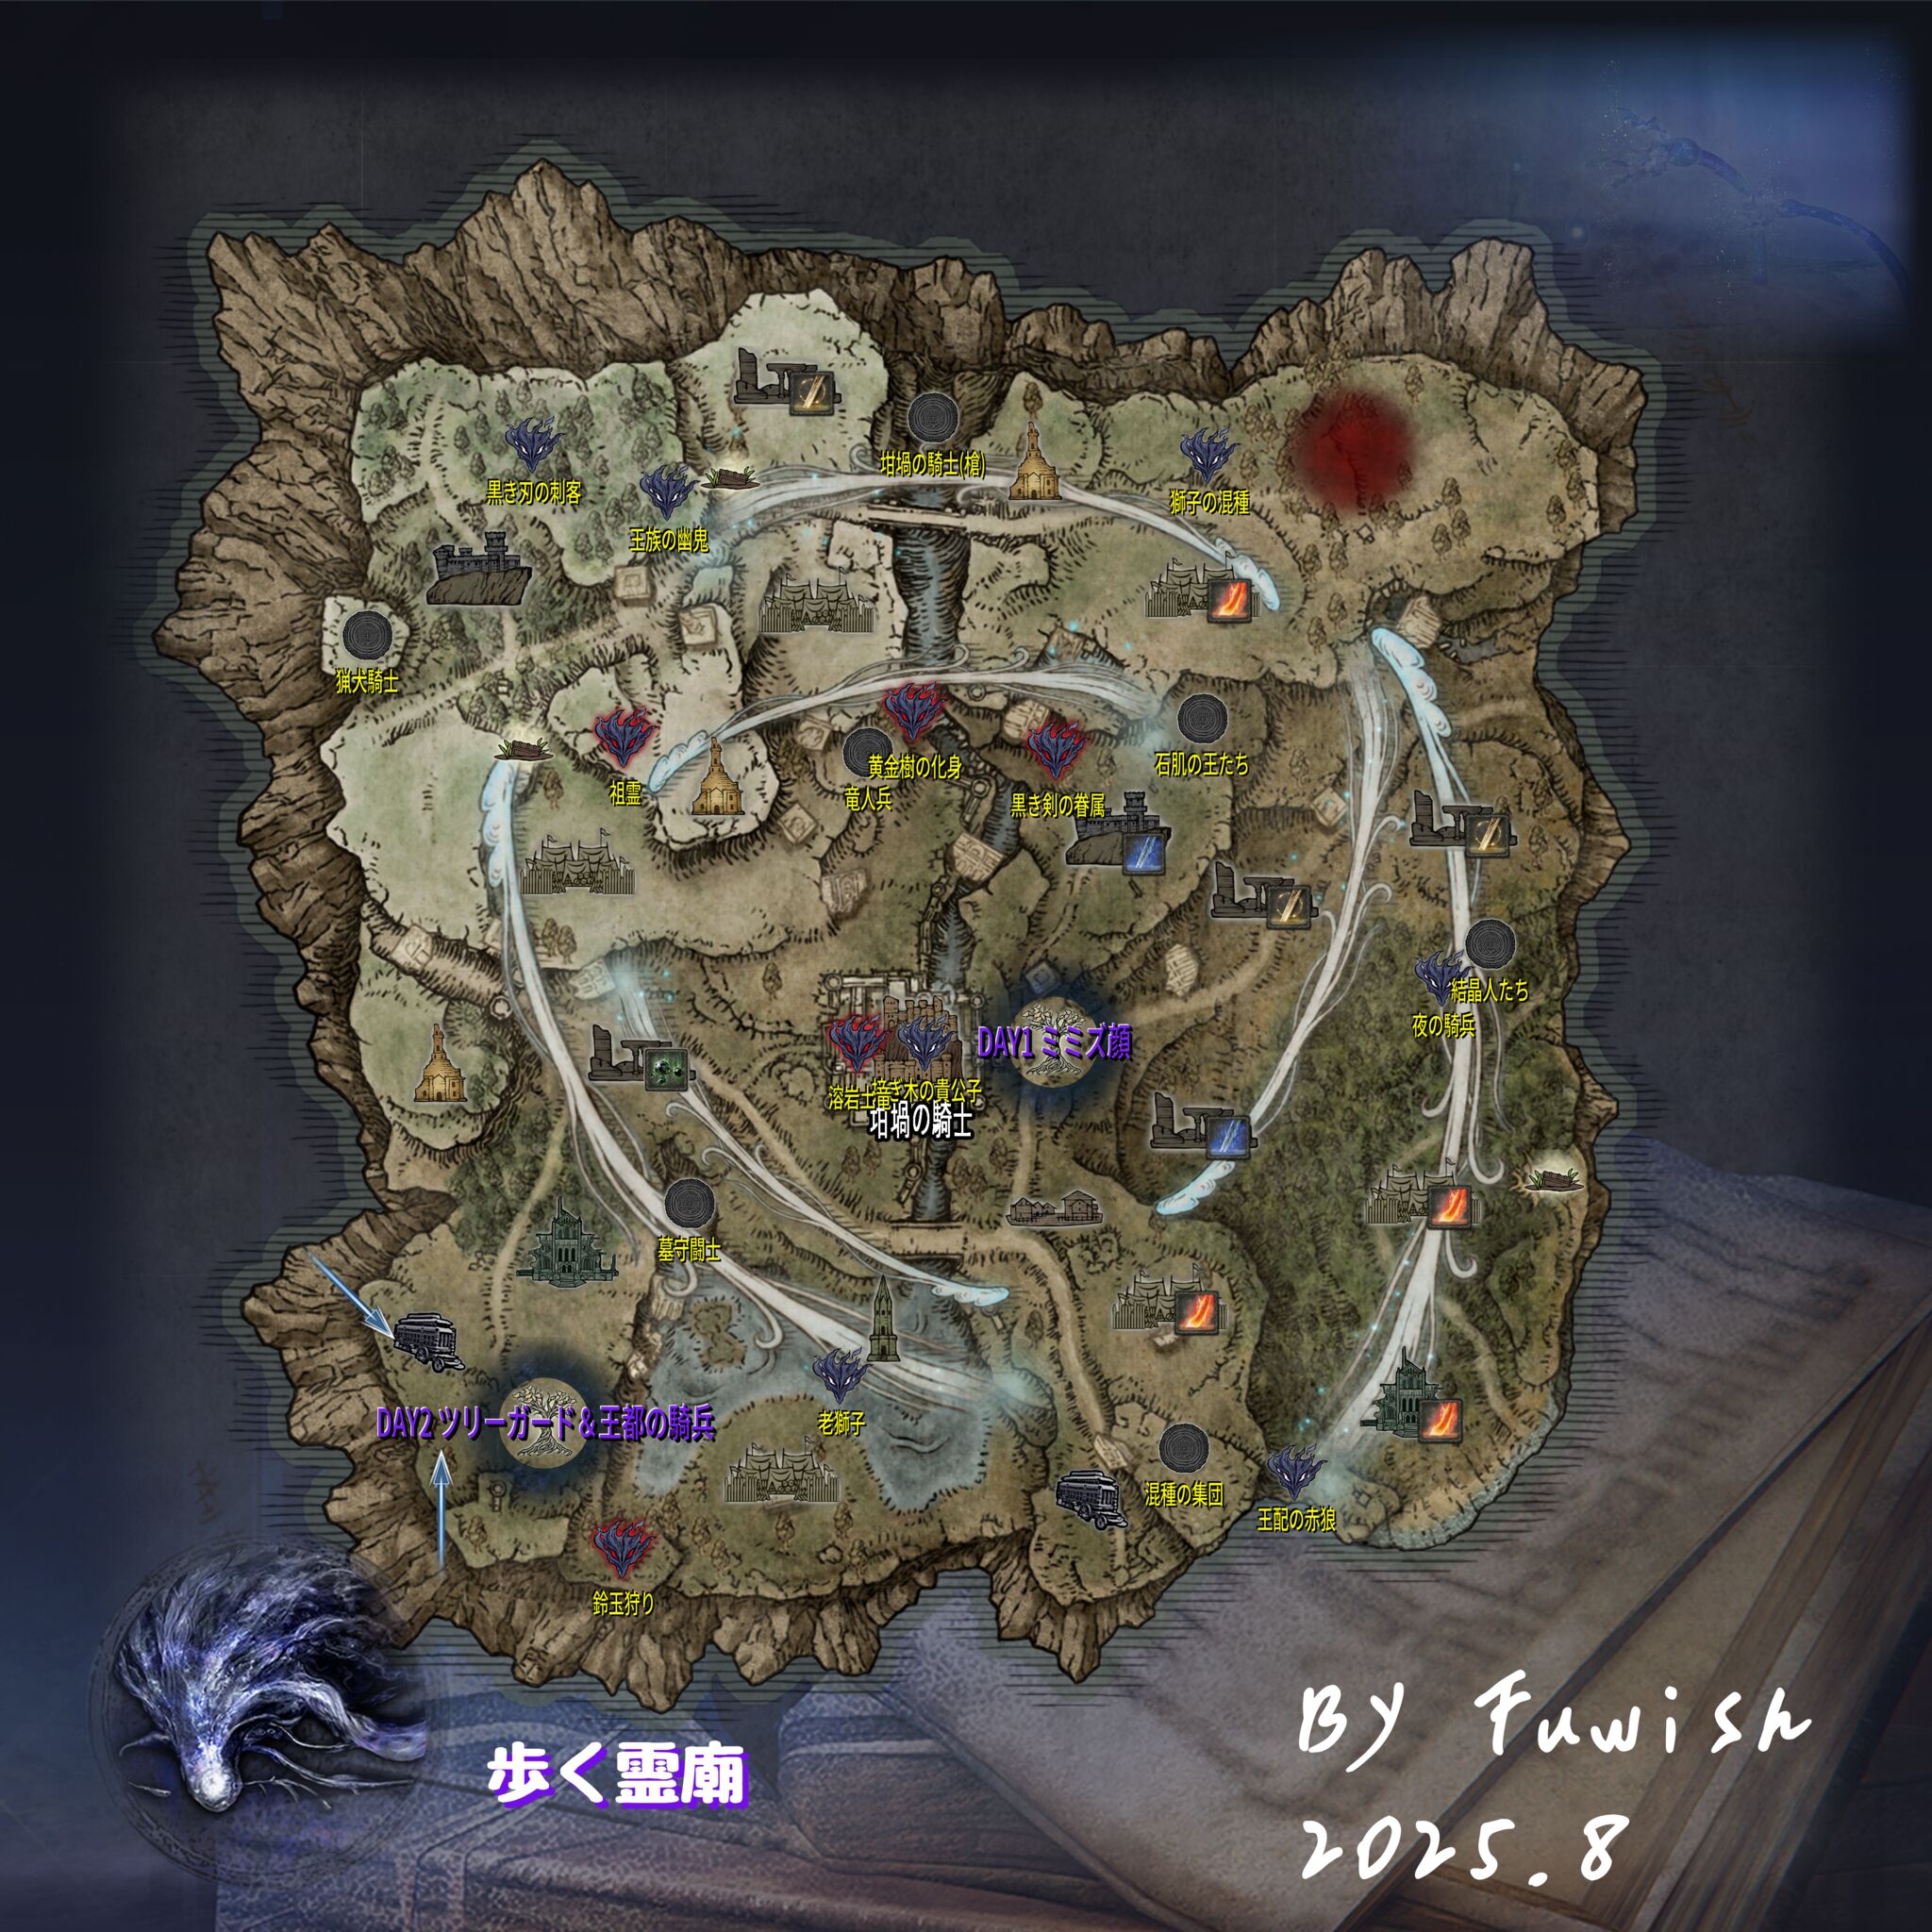 坩堝の騎士(槍)
黒き刃の刺客
獅子の混種
王族の幽鬼
猟犬騎士
石肌の王たち
黄金樹の化身
祖霊
竜人兵
黒き剣の眷属
結晶人たち
夜の騎兵
DAY1 ミミズ顔
溶岩土竜
接ぎ木の貴公子
坩堝の騎士
墓守闘士
DAY2 ツリーガード＆王都の騎兵
老獅子
混種の集団
王配の赤狼
鈴玉狩り
歩く霊廟
BY Fuwish
2025.8